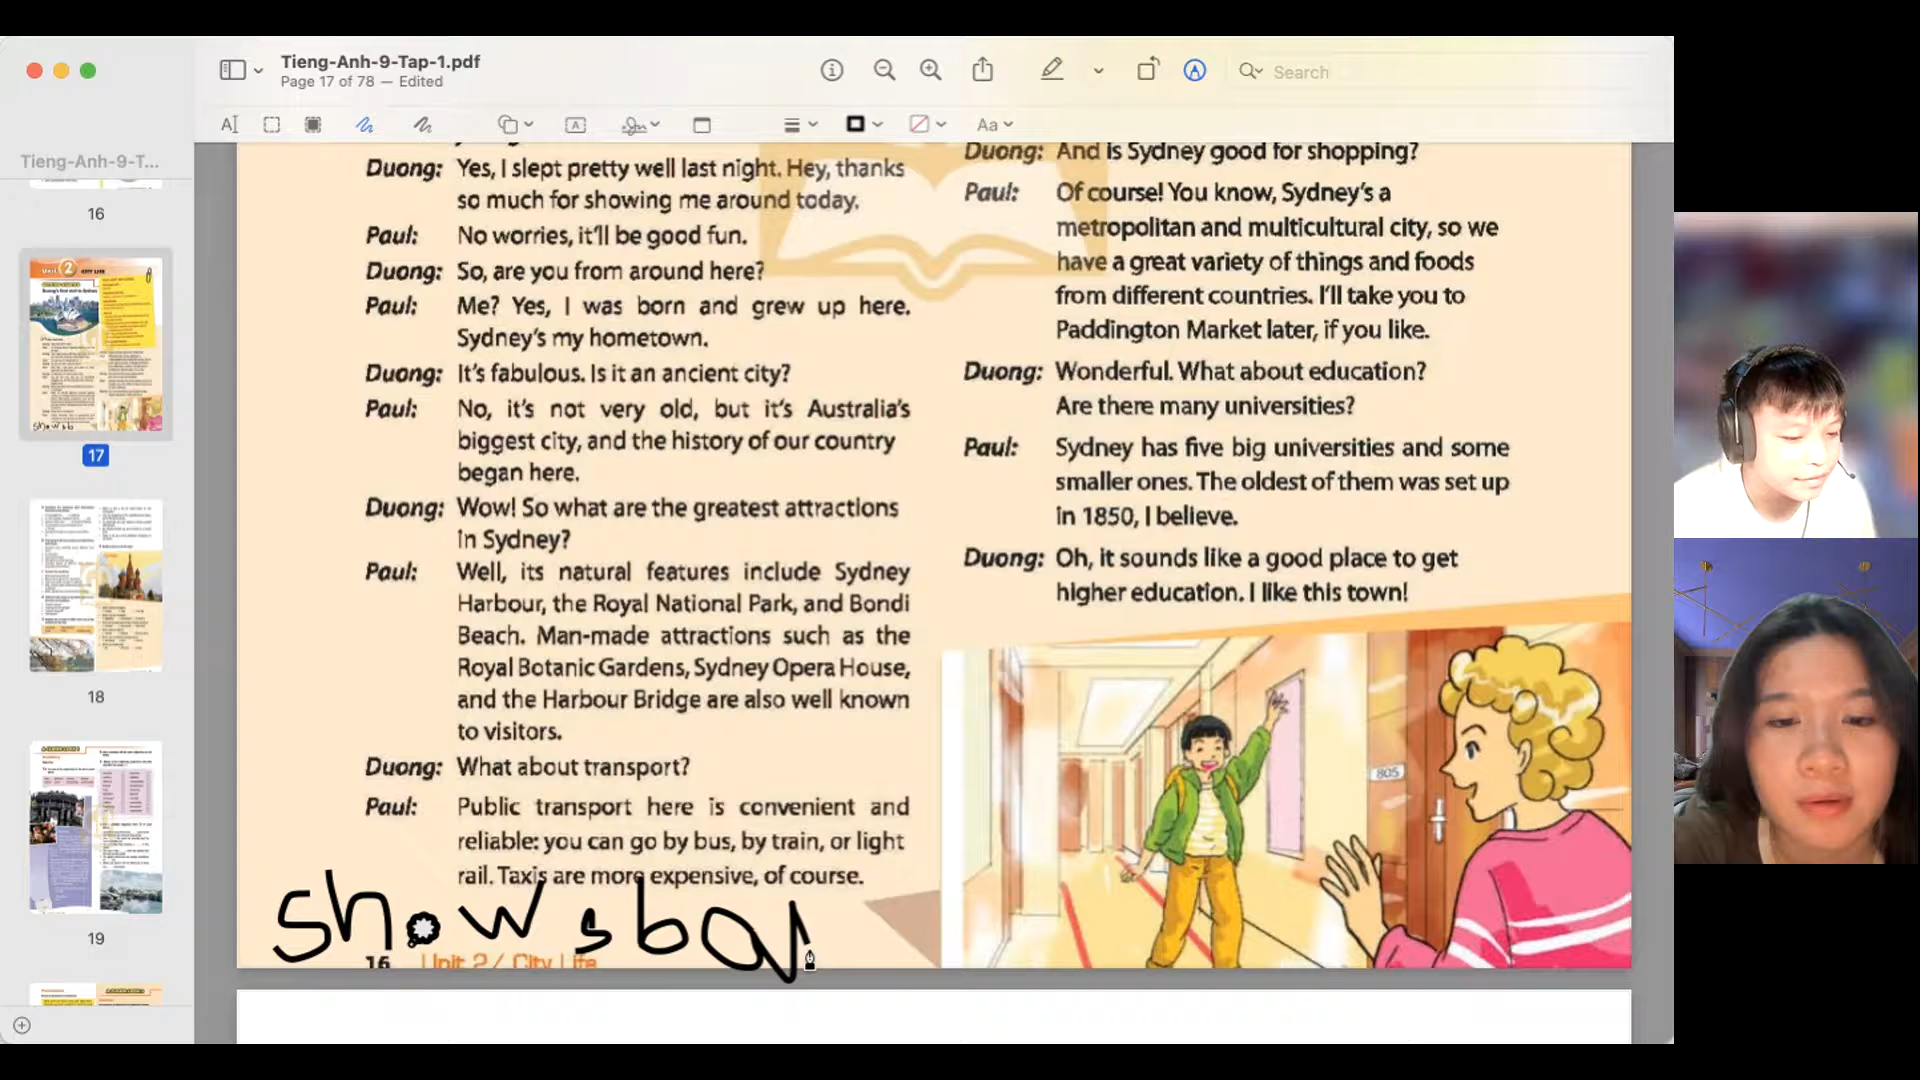 Tieng-Anh-9-Tap-1.pdf
Page 17 of 78 — Edited
Search
Tieng-Anh-9-T...
16
17
18
19
Duong: Yes, I slept pretty well last night. Hey, thanks
so much for showing me around today.
Paul: No worries, it'll be good fun.
Duong: So, are you from around here?
Paul: Me? Yes, I was born and grew up here.
Sydney's my hometown.
Duong: It's fabulous. Is it an ancient city?
Paul: No, it's not very old, but it's Australia's
biggest city, and the history of our country
began here.
Duong: Wow! So what are the greatest attractions
in Sydney?
Paul: Well, its natural features include Sydney
Harbour, the Royal National Park, and Bondi
Beach. Man-made attractions such as the
Royal Botanic Gardens, Sydney Opera House,
and the Harbour Bridge are also well known
to visitors.
Duong: What about transport?
Paul: Public transport here is convenient and
reliable: you can go by bus, by train, or light
rail. Taxis are more expensive, of course.
16 Unit 2 / City Life
Duong: And is Sydney good for shopping?
Paul: Of course! You know, Sydney's a
metropolitan and multicultural city, so we
have a great variety of things and foods
from different countries. I'll take you to
Paddington Market later, if you like.
Duong: Wonderful. What about education?
Are there many universities?
Paul: Sydney has five big universities and some
smaller ones. The oldest of them was set up
in 1850, I believe.
Duong: Oh, it sounds like a good place to get
higher education. I like this town!
805